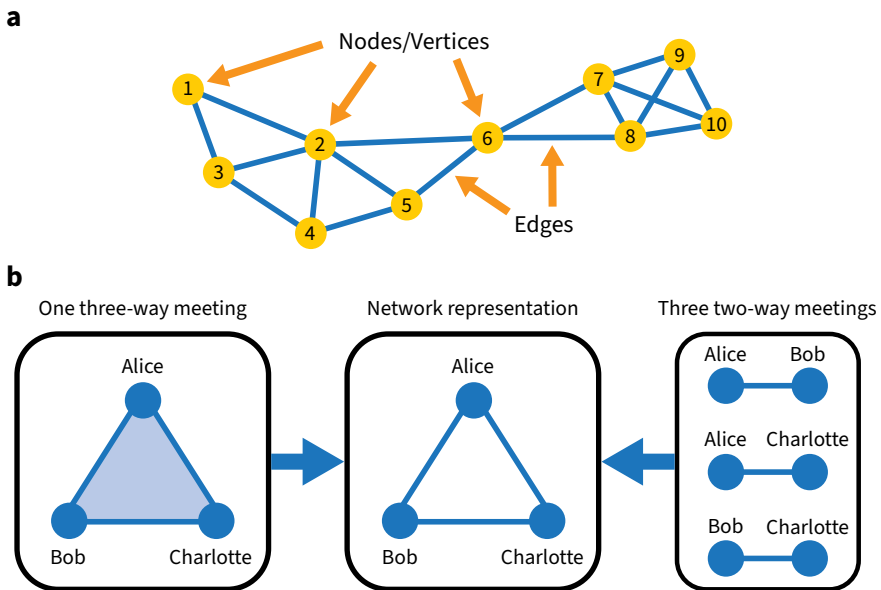 a
Nodes/Vertices
1
2
3
4
5
6
7
8
9
10
Edges
b
One three-way meeting
Alice
Bob
Charlotte
Network representation
Alice
Bob
Charlotte
Three two-way meetings
Alice Bob
Alice Charlotte
Bob Charlotte